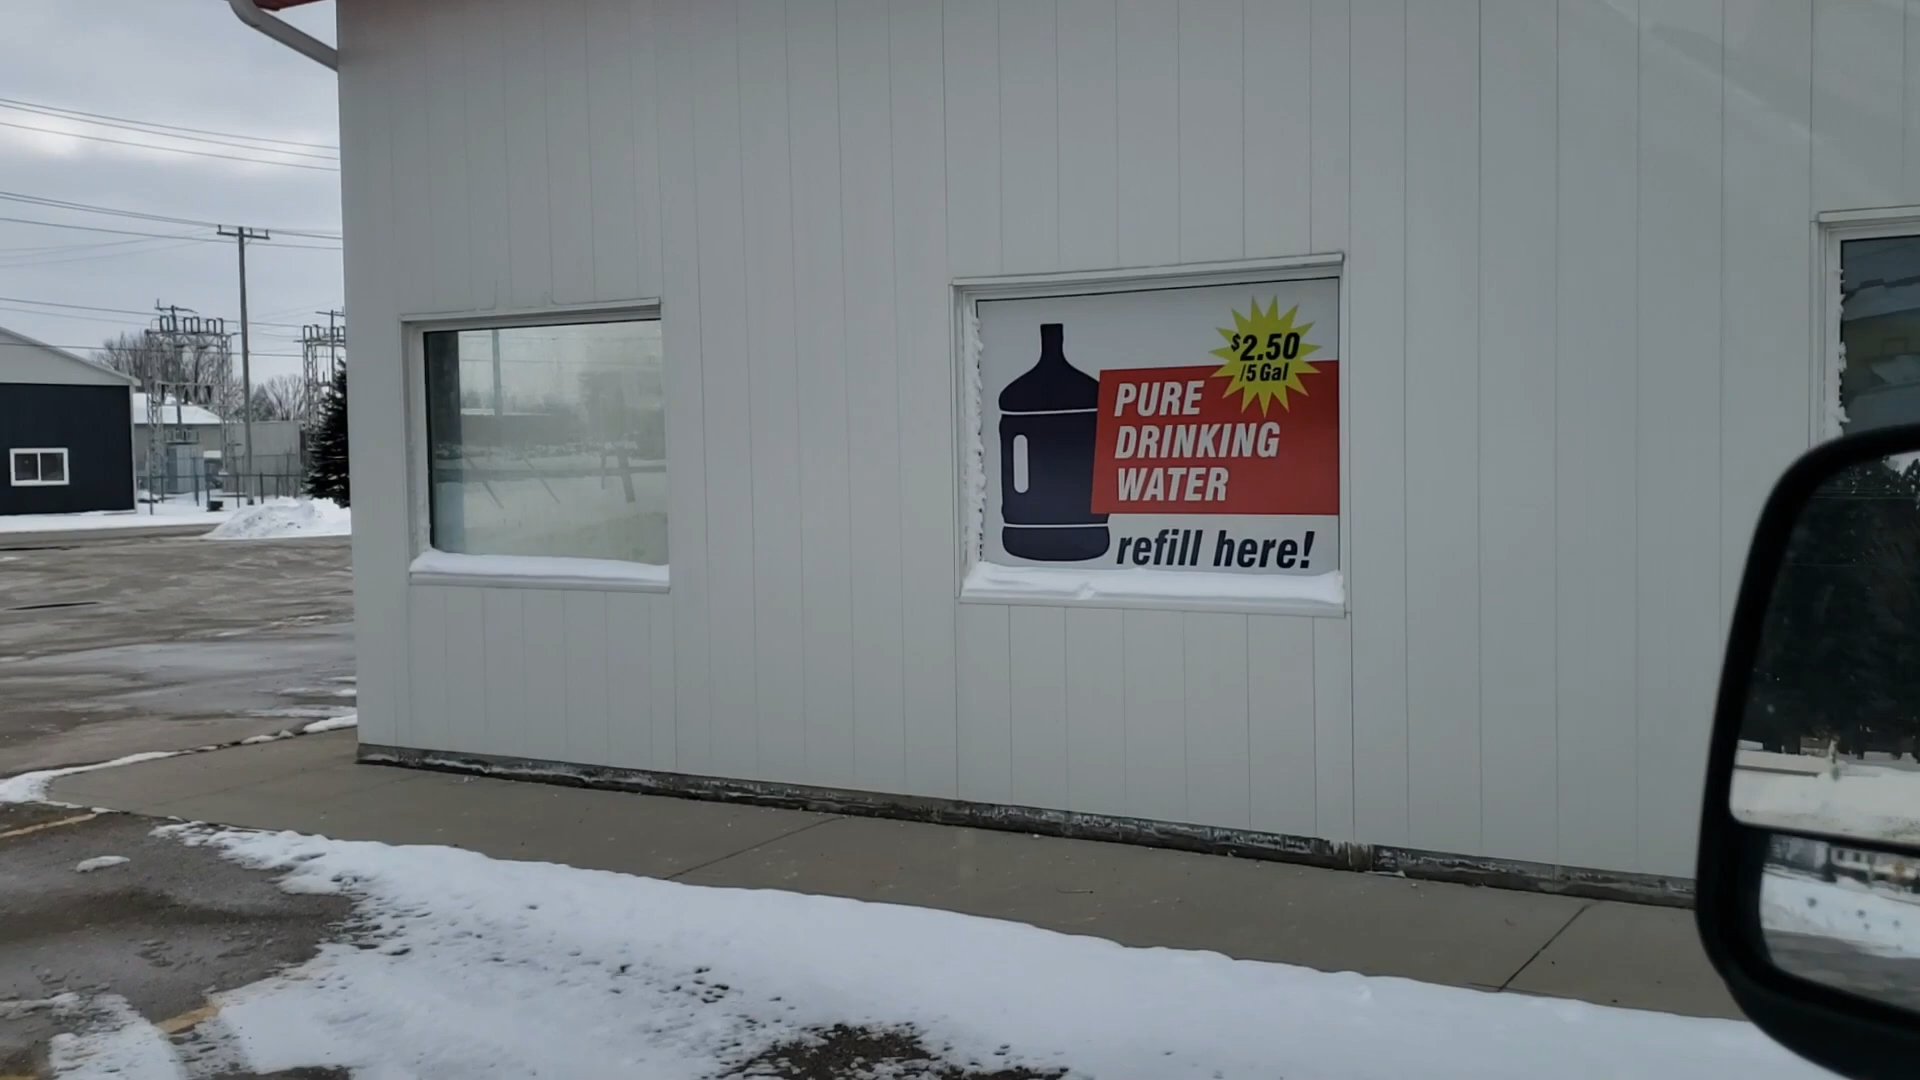 $2.50
/5 Gal
PURE
DRINKING
WATER
refill here!